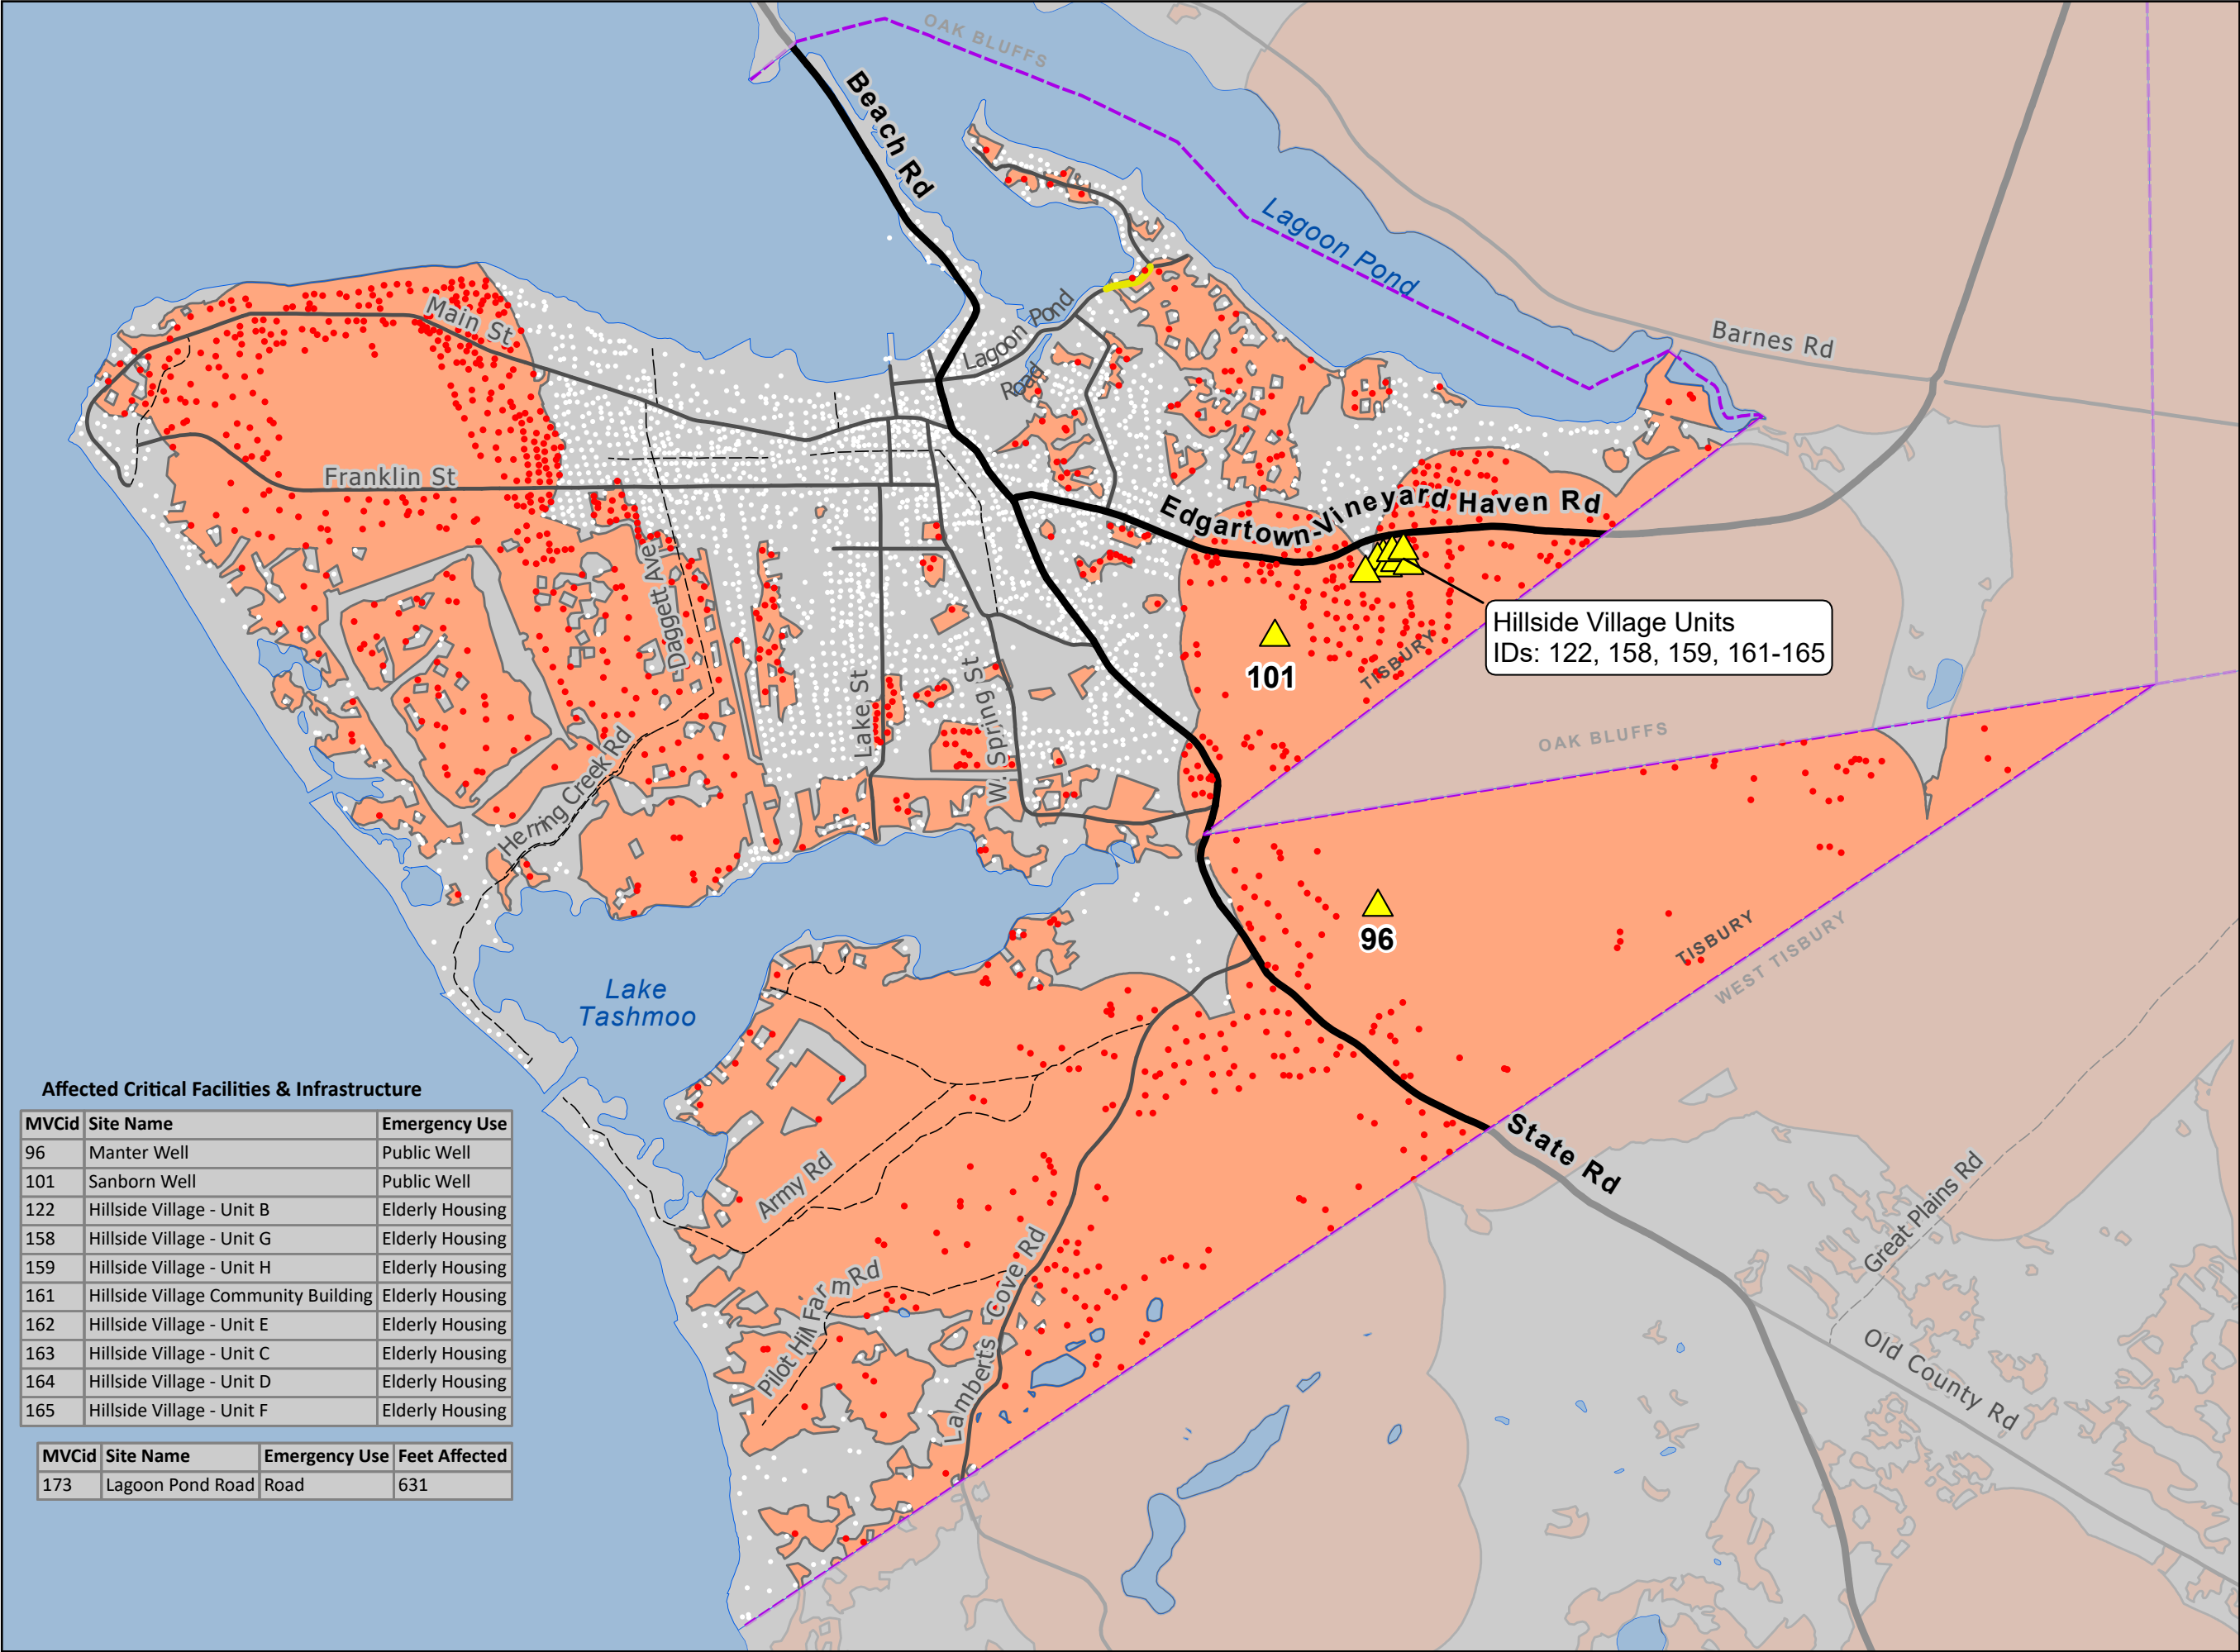 OAK BLUFFS
Beach Rd
Lagoon Pond
Barnes Rd
Main St
Lagoon Pond
Road
Franklin St
Edgartown-Vineyard Haven Rd
Daggett Ave
Hillside Village Units
IDs: 122, 158, 159, 161-165
101
TISBURY
Lake St
W. Spring St
OAK BLUFFS
Herring Creek Rd
96
TISBURY
WEST TISBURY
Lake
Tashmoo
State Rd
Army Rd
Great Plains Rd
Pilot Hill Farm Rd
Lamberts Cove Rd
Old County Rd
Affected Critical Facilities & Infrastructure
MVCid Site Name Emergency Use
96 Manter Well Public Well
101 Sanborn Well Public Well
122 Hillside Village - Unit B Elderly Housing
158 Hillside Village - Unit G Elderly Housing
159 Hillside Village - Unit H Elderly Housing
161 Hillside Village Community Building Elderly Housing
162 Hillside Village - Unit E Elderly Housing
163 Hillside Village - Unit C Elderly Housing
164 Hillside Village - Unit D Elderly Housing
165 Hillside Village - Unit F Elderly Housing
MVCid Site Name Emergency Use Feet Affected
173 Lagoon Pond Road Road 631